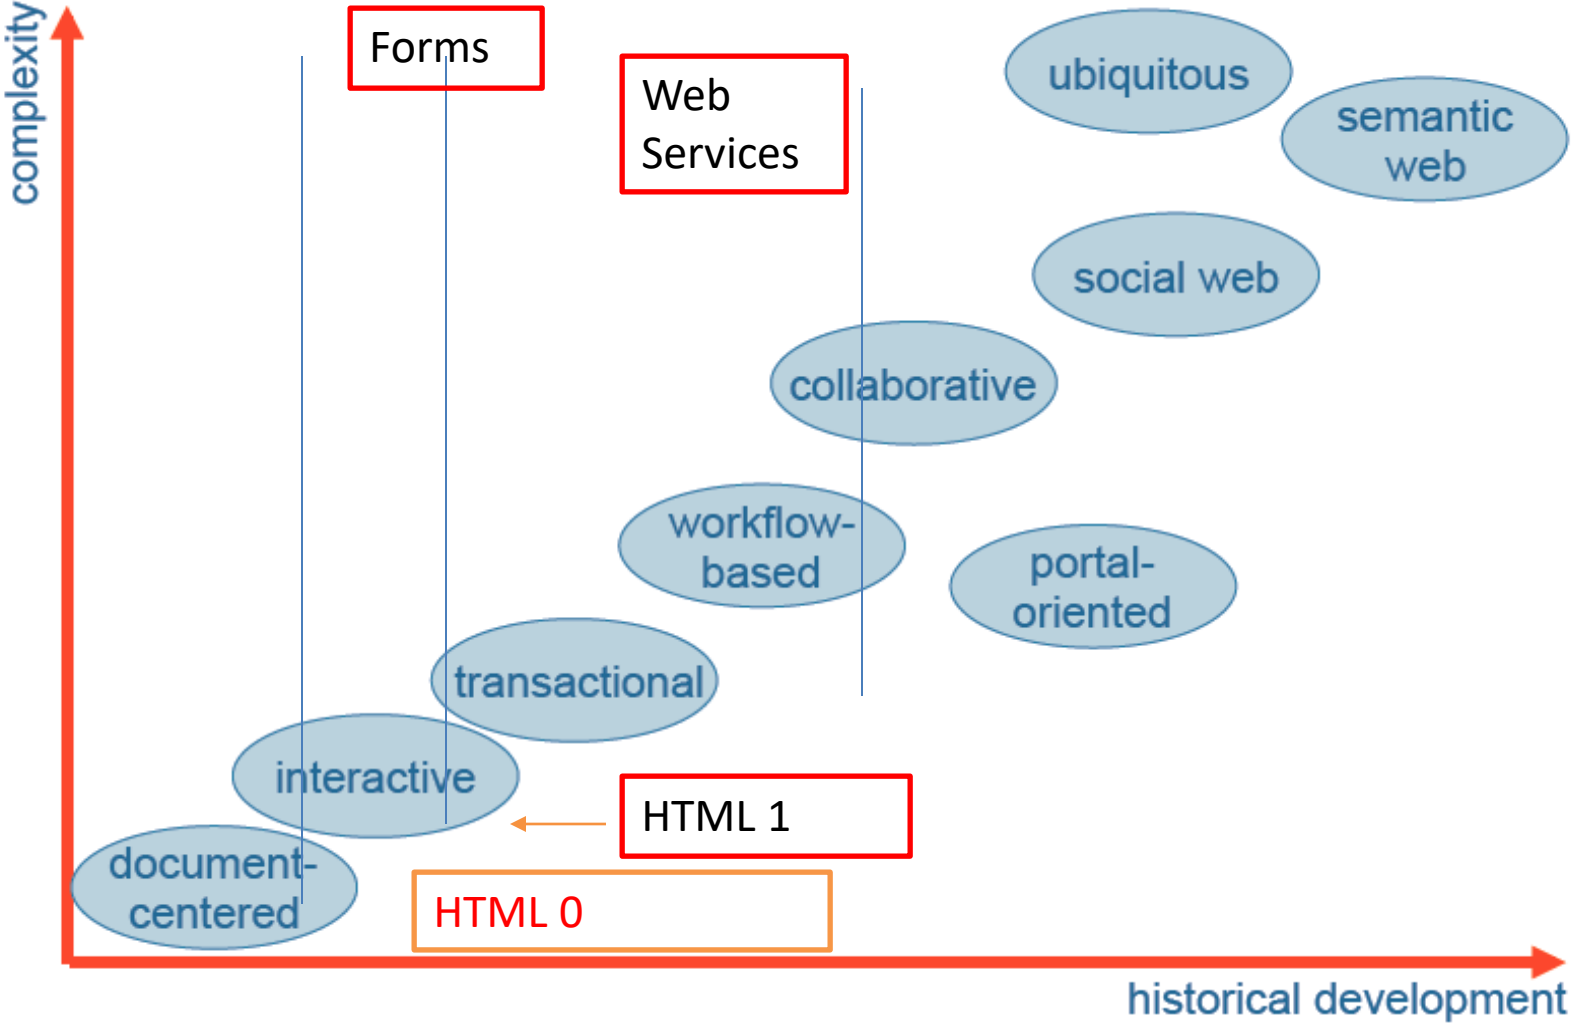 complexity
Forms
Web
Services
ubiquitous
semantic
web
social web
collaborative
workflow-
based
portal-
oriented
transactional
interactive
HTML 1
document-
centered
HTML 0
historical development